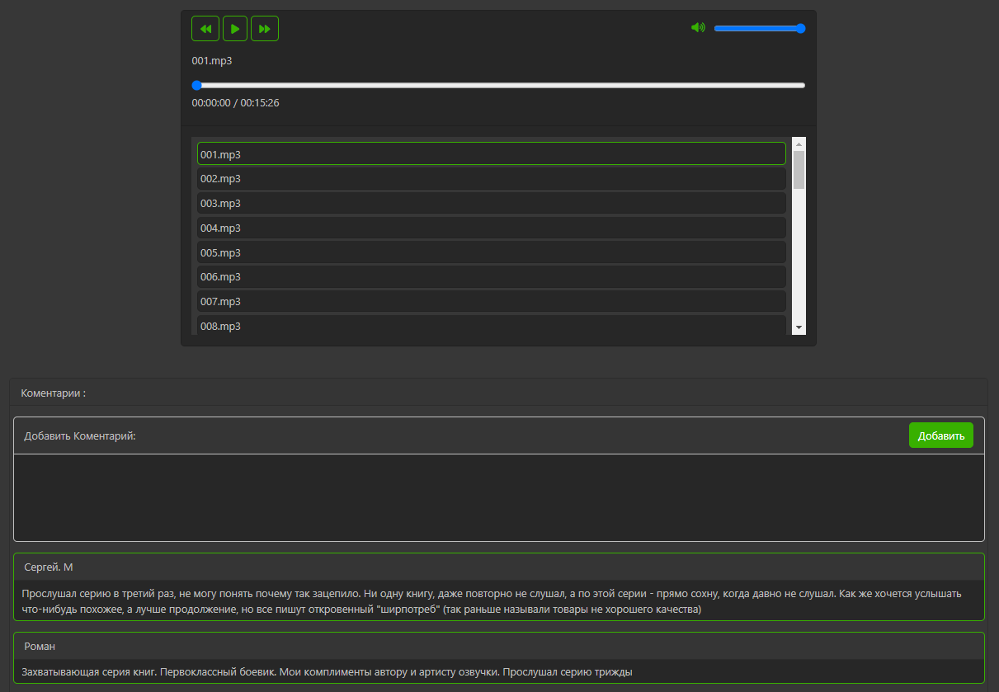 001.mp3
00:00:00 / 00:15:26
001.mp3
002.mp3
003.mp3
004.mp3
005.mp3
006.mp3
007.mp3
008.mp3
Коментарии :
Добавить Коментарий:
Добавить
Сергей. М
Прослушал серию в третий раз, не могу понять почему так зацепило. Ни одну книгу, даже повторно не слушал, а по этой серии - прямо сохну, когда давно не слушал. Как же хочется услышать
что-нибудь похожее, а лучше продолжение, но все пишут откровенный "ширпотреб" (так раньше называли товары не хорошего качества)
Роман
Захватывающая серия книг. Первоклассный боевик. Мои комплименты автору и артисту озвучки. Прослушал серию трижды